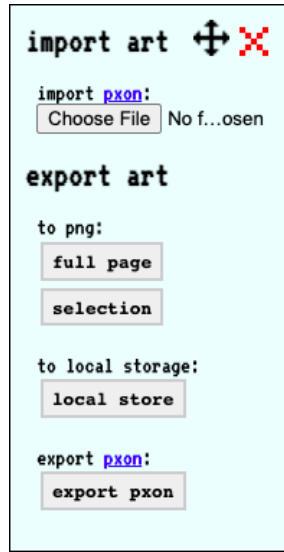 import art
import pxon:
Choose File No f...osen
export art
to png:
full page
selection
to local storage:
local store
export pxon:
export pxon